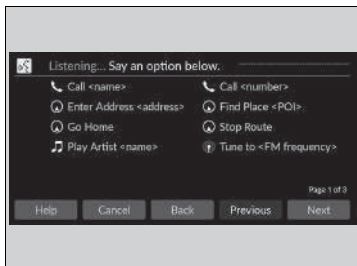 Listening... Say an option below.
Call <name> Call <number>
Enter Address <address> Find Place <POI>
Go Home Stop Route
Play Artist <name> Tune to <FM frequency>
Page 1 of 3
Help Cancel Back Previous Next